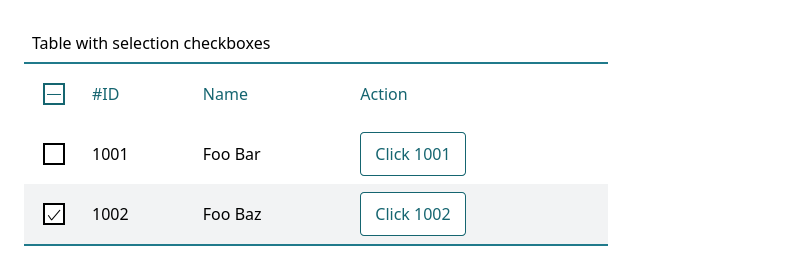 Table with selection checkboxes
#ID Name Action
1001 Foo Bar Click 1001
1002 Foo Baz Click 1002